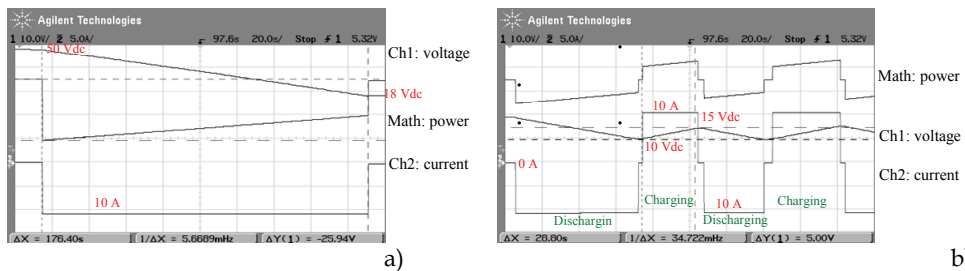 Agilent Technologies
1 10.0V/ 2 5.0A/ 97.6s 20.0s/ Stop 1 5.32V
50 Vdc
Ch1: voltage
18 Vdc
Math: power
Ch2: current
10 A
ΔX = 176.40s 1/ΔX = 5.6689mHz ΔY(1) = -25.94V
a)
Agilent Technologies
1 10.0V/ 2 5.0A/ 97.6s 20.0s/ Stop 1 5.32V
Math: power
10 A
15 Vdc
Ch1: voltage
10 Vdc
0 A
Ch2: current
Charging
10 A
Charging
Dischargin
Discharging
ΔX = 28.80s 1/ΔX = 34.722mHz ΔY(1) = 5.00V
b